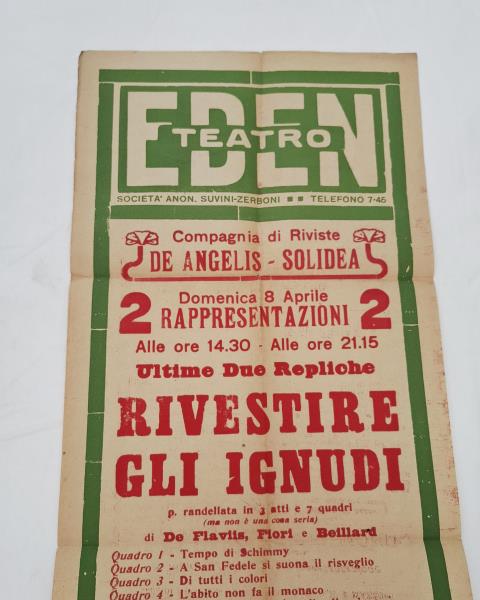 EDEN
TEATRO
SOCIETA' ANON. SUVINI-ZERBONI ▪▪ TELEFONO 7-45
Compagnia di Riviste
DE ANGELIS - SOLIDEA
2 Domenica 8 Aprile 2
RAPPRESENTAZIONI
Alle ore 14.30 - Alle ore 21.15
Ultime Due Repliche
RIVESTIRE
GLI IGNUDI
p. randellata in 3 atti e 7 quadri
(ma non è una cosa seria)
di De Flaviis, Fiori e Beillard
Quadro 1 - Tempo di Schimmy
Quadro 2 - A San Fedele si suona il risveglio
Quadro 3 - Di tutti i colori
Quadro 4 - L'abito non fa il monaco